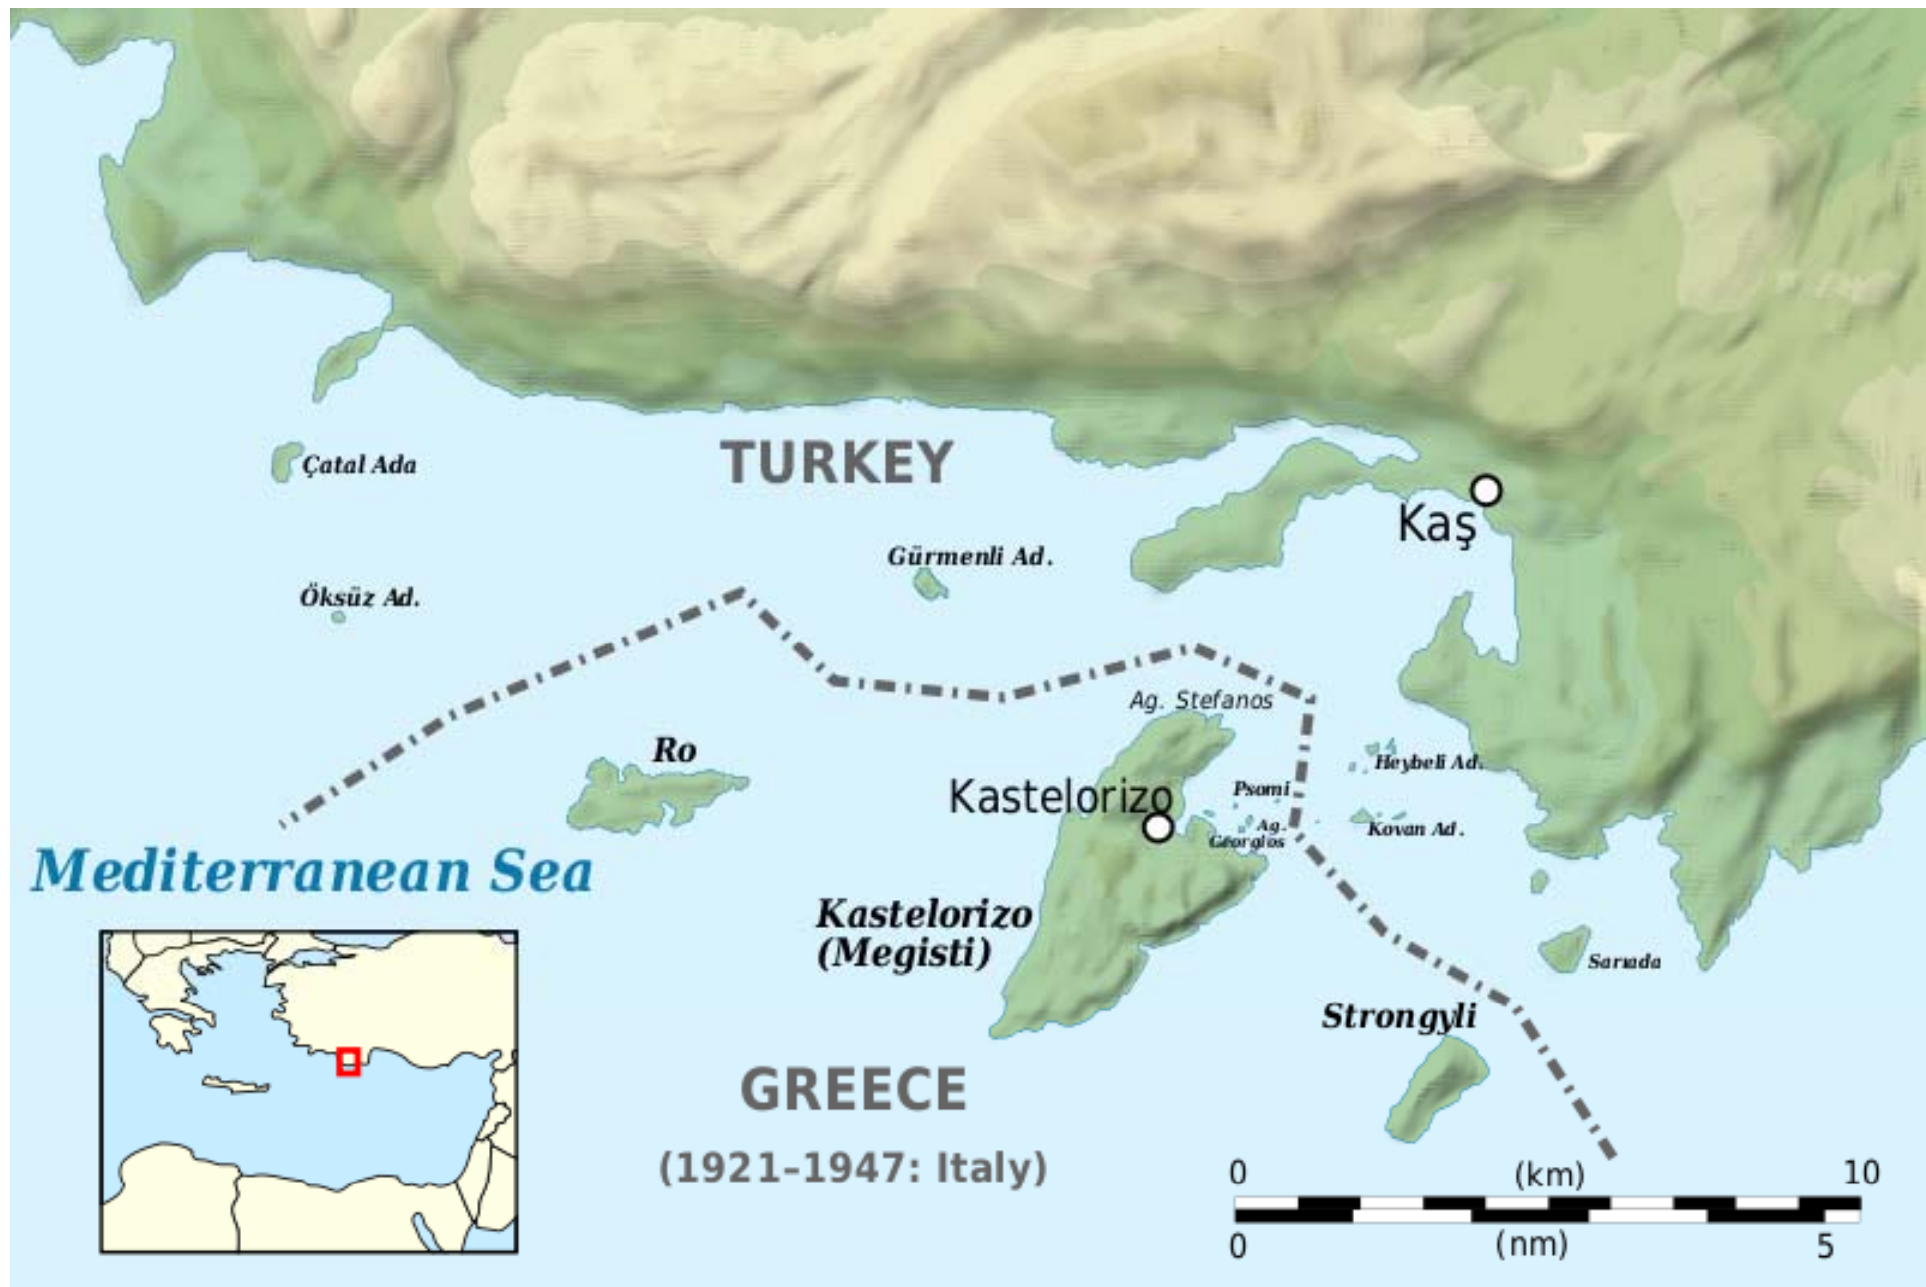 TURKEY
Çatal Ada
Kaş
Gürmenli Ad.
Öksüz Ad.
Ag. Stefanos
Ro
Heybeli Ad.
Psomi
Kastelorizo
Ag.
Georgios
Kovan Ad.
Mediterranean Sea
Kastelorizo
(Megisti)
Sarıada
Strongyli
GREECE
(1921–1947: Italy)
0 (km) 10
0 (nm) 5